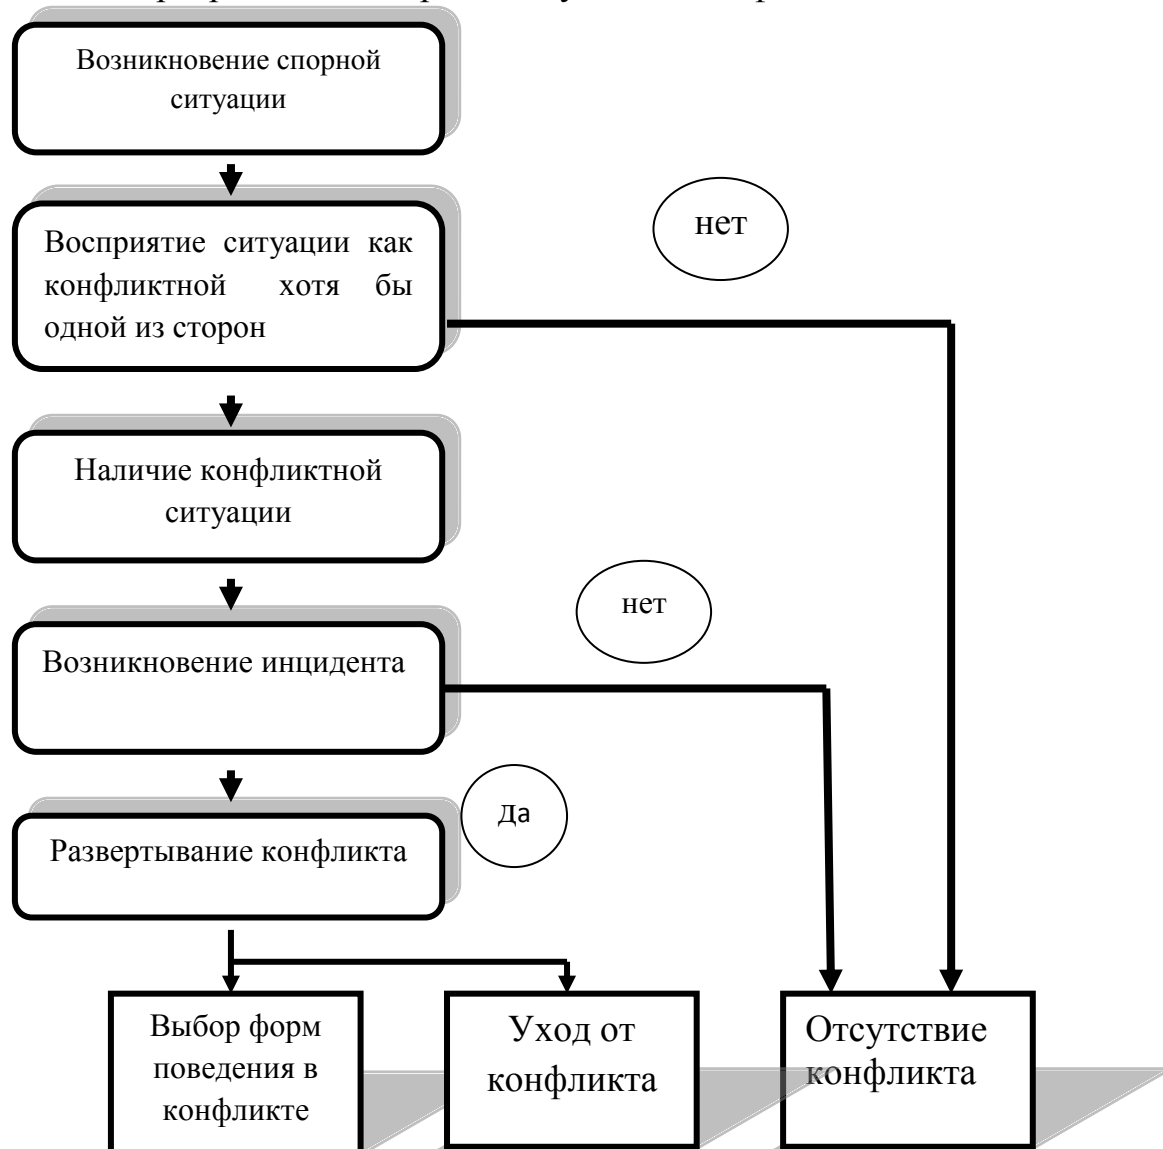 Возникновение спорной
ситуации
Восприятие ситуации как
конфликтной хотя бы
одной из сторон
нет
Наличие конфликтной
ситуации
нет
Возникновение инцидента
да
Развертывание конфликта
Выбор форм
поведения в
конфликте
Уход от
конфликта
Отсутствие
конфликта